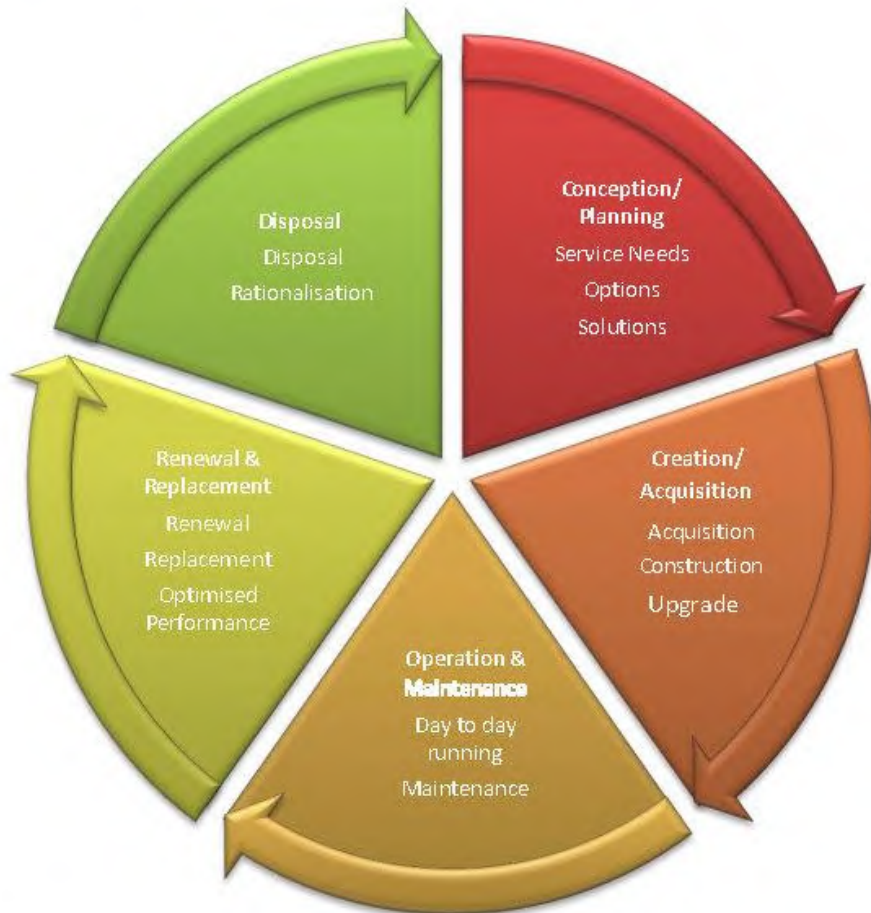 Conception/
Planning
Service Needs
Options
Solutions
Creation/
Acquisition
Acquisition
Construction
Upgrade
Operation &
Maintenance
Day to day
running
Maintenance
Renewal &
Replacement
Renewal
Replacement
Optimised
Performance
Disposal
Disposal
Rationalisation